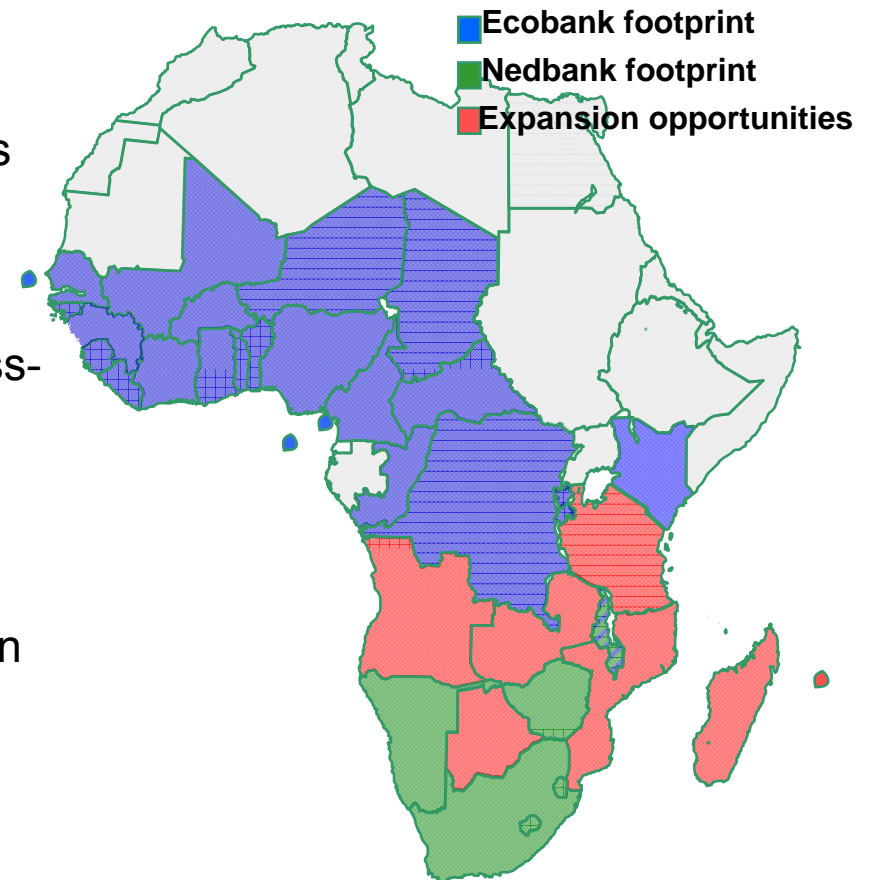 Ecobank footprint
Nedbank footprint
Expansion opportunities
s
s-
n